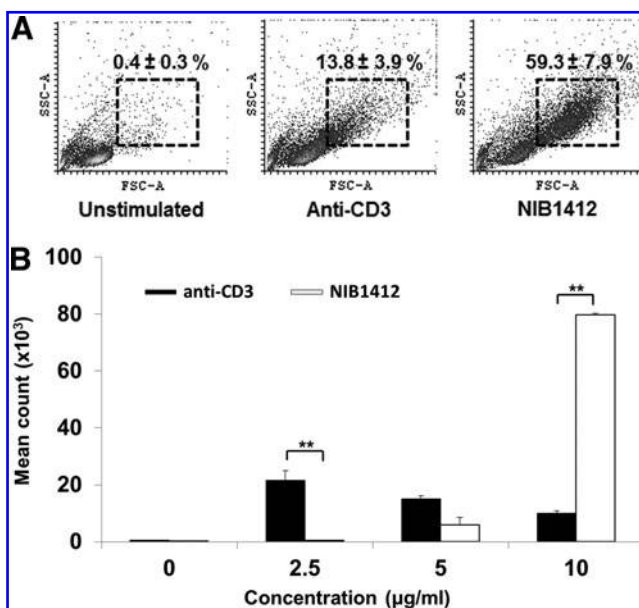 A
0.4 ± 0.3 %
13.8 ± 3.9 %
59.3 ± 7.9 %
SSC-A
SSC-A
SSC-A
FSC-A
FSC-A
FSC-A
Unstimulated
Anti-CD3
NIB1412
B
100
80
60
40
20
0
Mean count (x10³)
anti-CD3
NIB1412
**
**
0
2.5
5
10
Concentration (µg/ml)